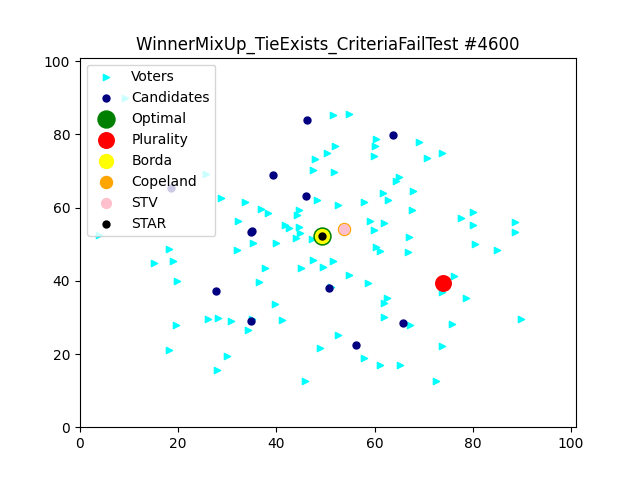 WinnerMixUp_TieExists_CriteriaFailTest #4600
100
80
60
40
20
0
0 20 40 60 80 100
Voters
Candidates
Optimal
Plurality
Borda
Copeland
STV
STAR